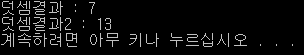 덧셈결과 : 7
덧셈결과2 : 13
계속하려면 아무 키나 누르십시오 . . .